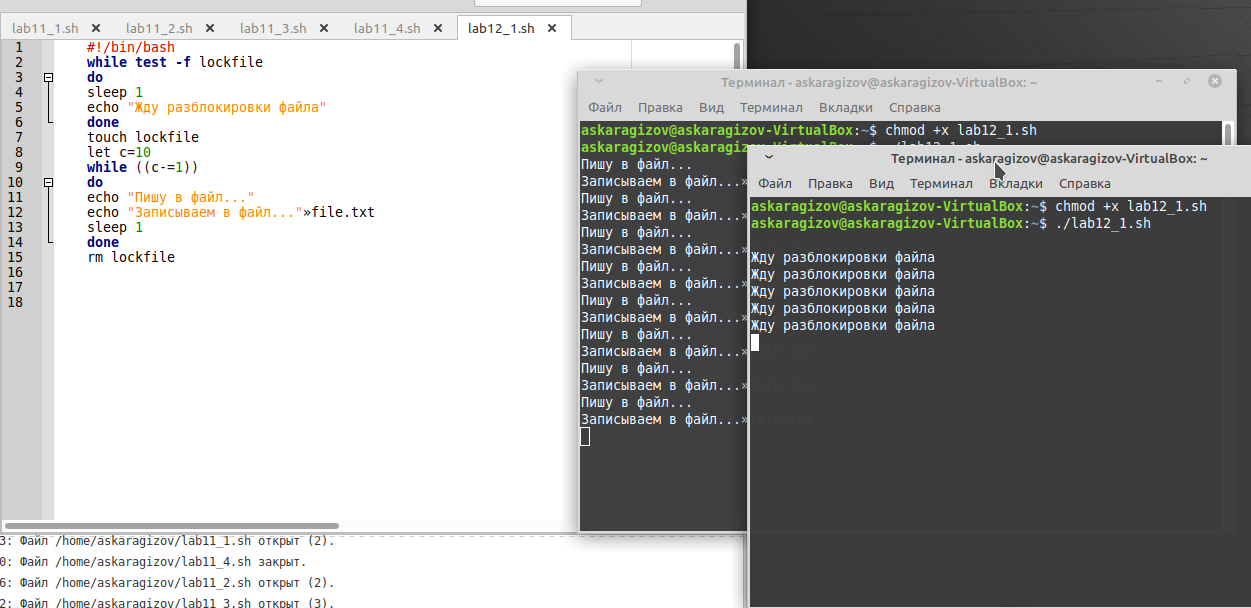 lab11_1.sh
lab11_2.sh
lab11_3.sh
lab11_4.sh
lab12_1.sh
1 #!/bin/bash
2 while test -f lockfile
3 do
4 sleep 1
5 echo "Жду разблокировки файла"
6 done
7 touch lockfile
8 let c=10
9 while ((c-=1))
10 do
11 echo "Пишу в файл..."
12 echo "Записываем в файл..."»file.txt
13 sleep 1
14 done
15 rm lockfile
16
17
18
3: Файл /home/askaragizov/lab11_1.sh открыт (2).
0: Файл /home/askaragizov/lab11_4.sh закрыт.
6: Файл /home/askaragizov/lab11_2.sh открыт (2).
2: Файл /home/askaragizov/lab11_3.sh открыт (3).
Терминал - askaragizov@askaragizov-VirtualBox: ~
Файл Правка Вид Терминал Вкладки Справка
askaragizov@askaragizov-VirtualBox:~$ chmod +x lab12_1.sh
askaragizov@askaragizov-VirtualBox:~$ ./lab12_1.sh
Пишу в файл...
Записываем в файл...»
Пишу в файл...
Записываем в файл...»
Пишу в файл...
Записываем в файл...»
Пишу в файл...
Записываем в файл...»
Пишу в файл...
Записываем в файл...»
Пишу в файл...
Записываем в файл...»
Пишу в файл...
Записываем в файл...»
Пишу в файл...
Записываем в файл...»
Терминал - askaragizov@askaragizov-VirtualBox: ~
Файл Правка Вид Терминал Вкладки Справка
askaragizov@askaragizov-VirtualBox:~$ chmod +x lab12_1.sh
askaragizov@askaragizov-VirtualBox:~$ ./lab12_1.sh
Жду разблокировки файла
Жду разблокировки файла
Жду разблокировки файла
Жду разблокировки файла
Жду разблокировки файла